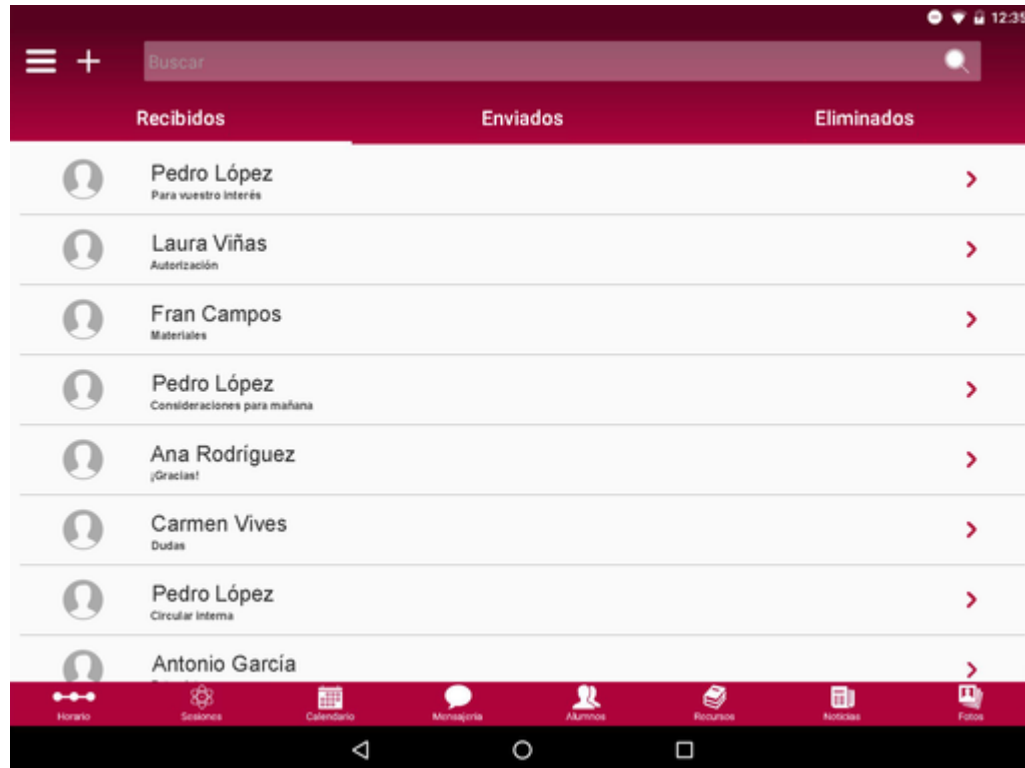 12:35
Buscar
Recibidos Enviados Eliminados
Pedro López
Para vuestro interés
Laura Viñas
Autorización
Fran Campos
Materiales
Pedro López
Consideraciones para mañana
Ana Rodríguez
¡Gracias!
Carmen Vives
Dudas
Pedro López
Circular interna
Antonio García
Horario Sesiones Calendario Mensajería Alumnos Recursos Noticias Fotos